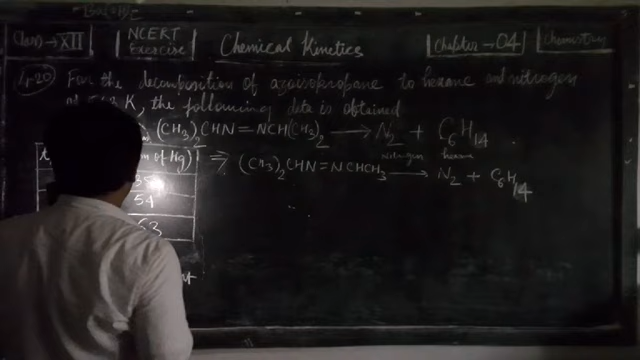 Class → XII
NCERT
Exercise
Chemical Kinetics
Chapter → 04
Chemistry
4.20 For the decomposition of azoisopropane to hexane and nitrogen
K, the following data is obtained
(CH₃)₂CHN = NCH(CH₃)₂ → N₂ + C₆H₁₄
nitrogen hexane
of Hg)
⇒ (CH₃)₂CHN = NCHCH₃ → N₂ + C₆H₁₄
54
63